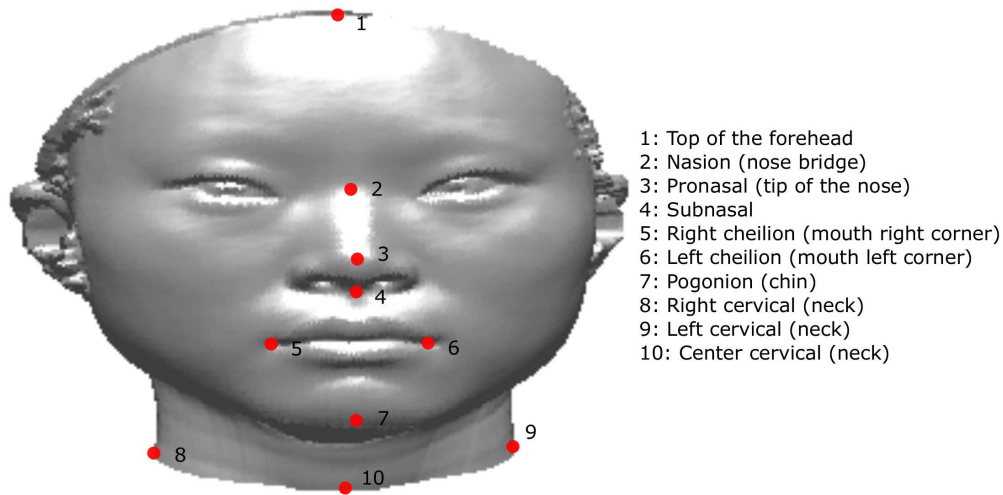 1
2
3
4
5
6
7
8
9
10
1: Top of the forehead
2: Nasion (nose bridge)
3: Pronasal (tip of the nose)
4: Subnasal
5: Right cheilion (mouth right corner)
6: Left cheilion (mouth left corner)
7: Pogonion (chin)
8: Right cervical (neck)
9: Left cervical (neck)
10: Center cervical (neck)